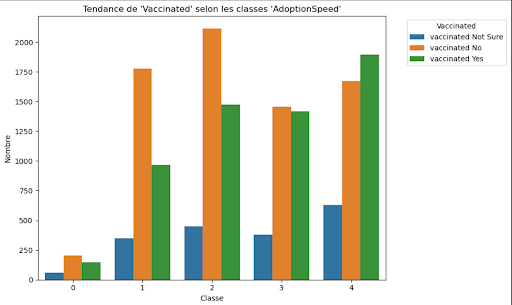 Tendance de 'Vaccinated' selon les classes 'AdoptionSpeed'
Vaccinated
vaccinated Not Sure
vaccinated No
vaccinated Yes
Nombre
2000
1750
1500
1250
1000
750
500
250
0
0 1 2 3 4
Classe